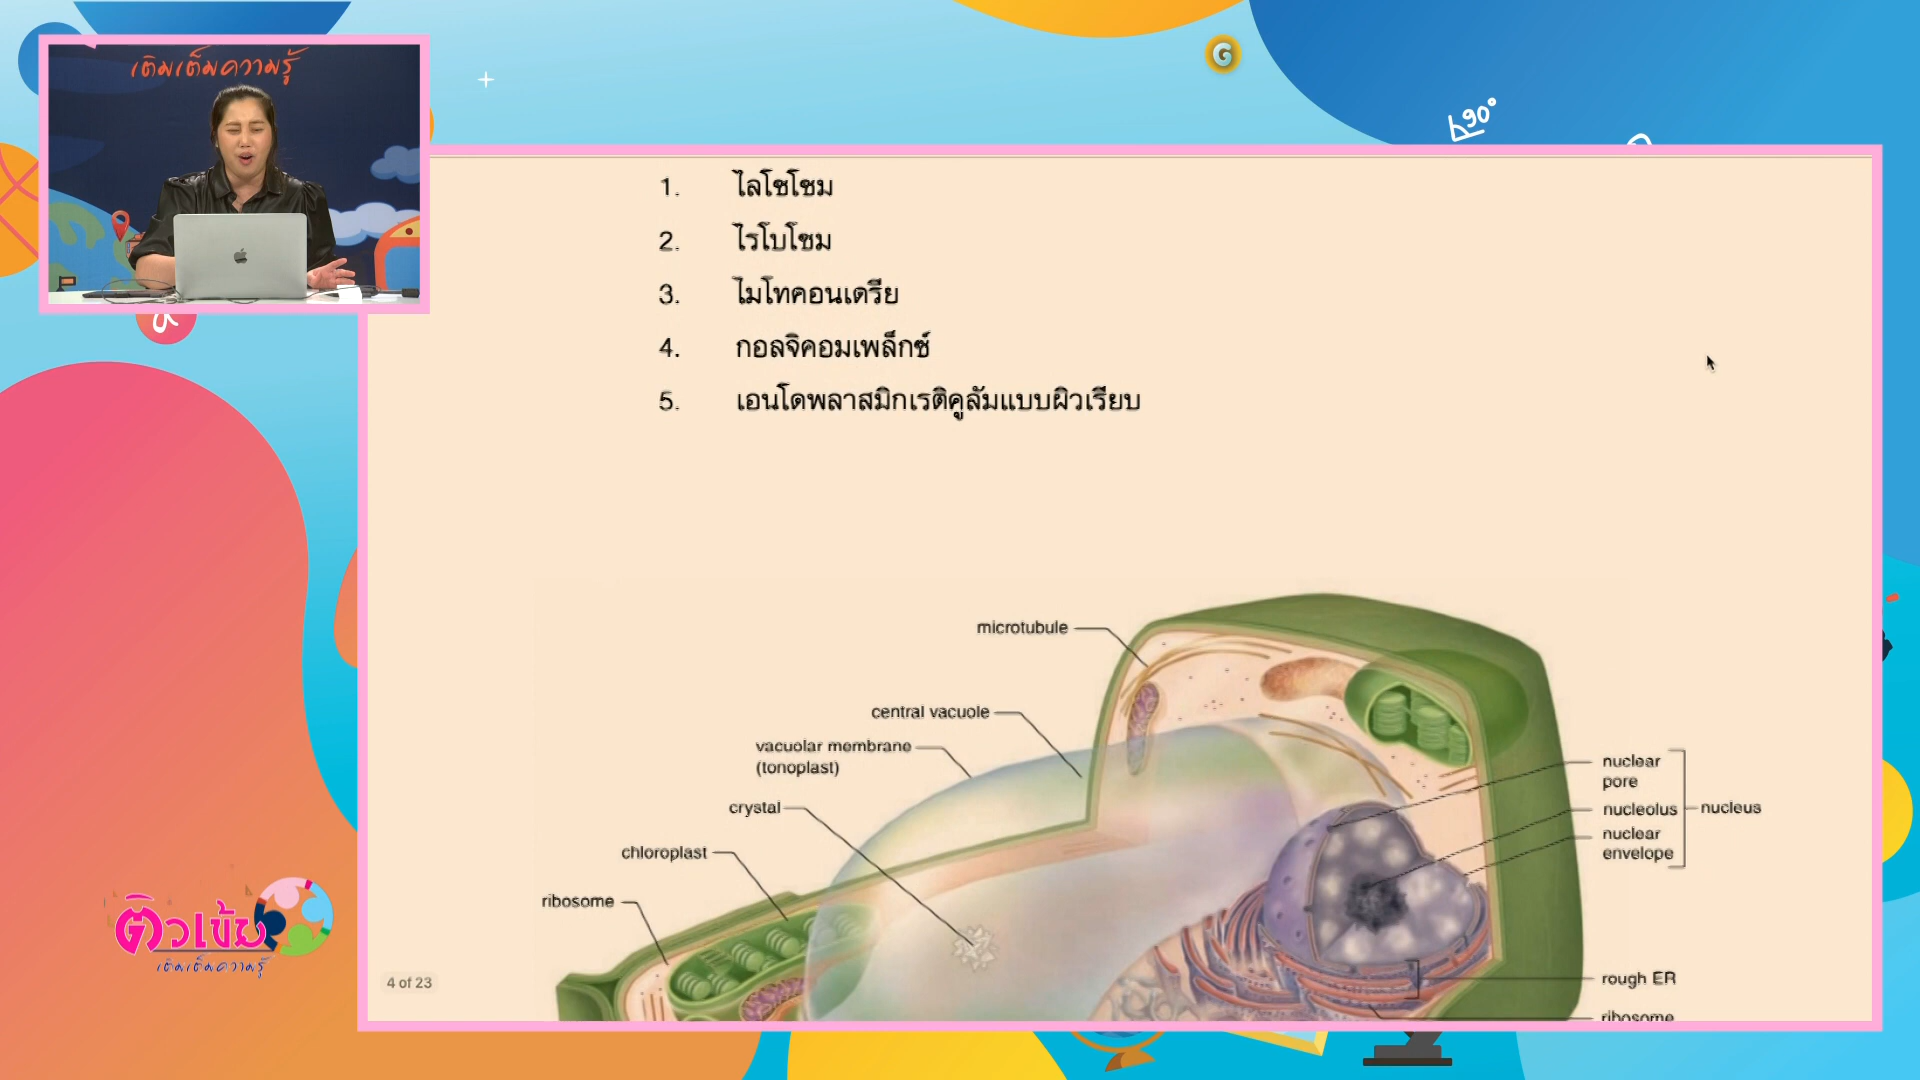 เติมเต็มความรู้
90°
1. ไลโซโซม
2. ไรโบโซม
3. ไมโทคอนเดรีย
4. กอลจิคอมเพล็กซ์
5. เอนโดพลาสมิกเรติคูลัมแบบผิวเรียบ
microtubule
central vacuole
vacuolar membrane
(tonoplast)
crystal
chloroplast
ribosome
nuclear
pore
nucleolus
nucleus
nuclear
envelope
rough ER
ribosome
4 of 23
ติวเข้ม
เติมเต็มความรู้